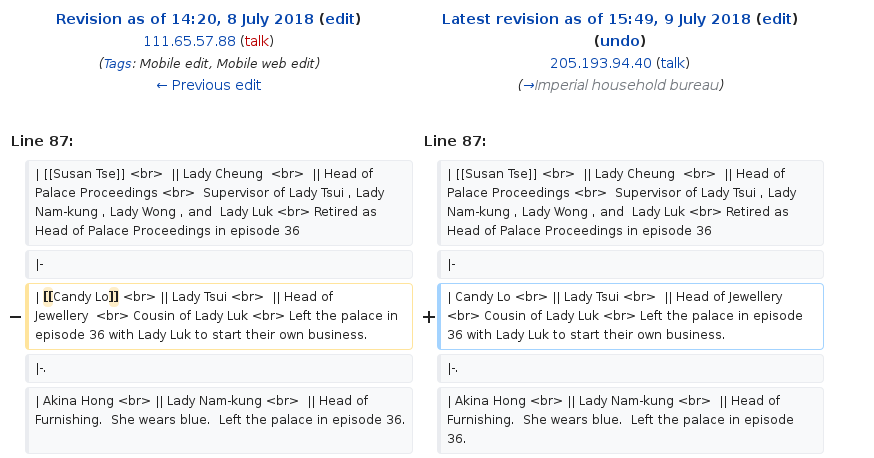 Revision as of 14:20, 8 July 2018 (edit)
111.65.57.88 (talk)
(Tags: Mobile edit, Mobile web edit)
← Previous edit
Latest revision as of 15:49, 9 July 2018 (edit)
(undo)
205.193.94.40 (talk)
(→Imperial household bureau)
Line 87:
Line 87:
| [[Susan Tse]] <br>  || Lady Cheung  <br>  || Head of
Palace Proceedings <br>  Supervisor of Lady Tsui , Lady
Nam-kung , Lady Wong , and  Lady Luk <br> Retired as
Head of Palace Proceedings in episode 36
| [[Susan Tse]] <br>  || Lady Cheung  <br>  || Head of
Palace Proceedings <br>  Supervisor of Lady Tsui , Lady
Nam-kung , Lady Wong , and  Lady Luk <br> Retired as
Head of Palace Proceedings in episode 36
|-
|-
− | [[Candy Lo]] <br> || Lady Tsui <br>  || Head of
Jewellery  <br> Cousin of Lady Luk <br> Left the palace in
episode 36 with Lady Luk to start their own business.
+ | Candy Lo <br> || Lady Tsui <br>  || Head of Jewellery
<br> Cousin of Lady Luk <br> Left the palace in episode
36 with Lady Luk to start their own business.
|-.
|-.
| Akina Hong <br> || Lady Nam-kung <br>  || Head of
Furnishing.  She wears blue.  Left the palace in episode 36.
| Akina Hong <br> || Lady Nam-kung <br>  || Head of
Furnishing.  She wears blue.  Left the palace in episode
36.